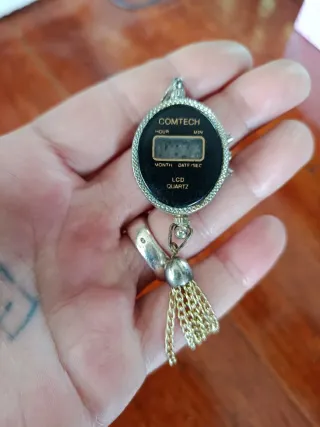 COMTECH
HOUR MIN
MONTH DATE/SEC
LCD
QUARTZ